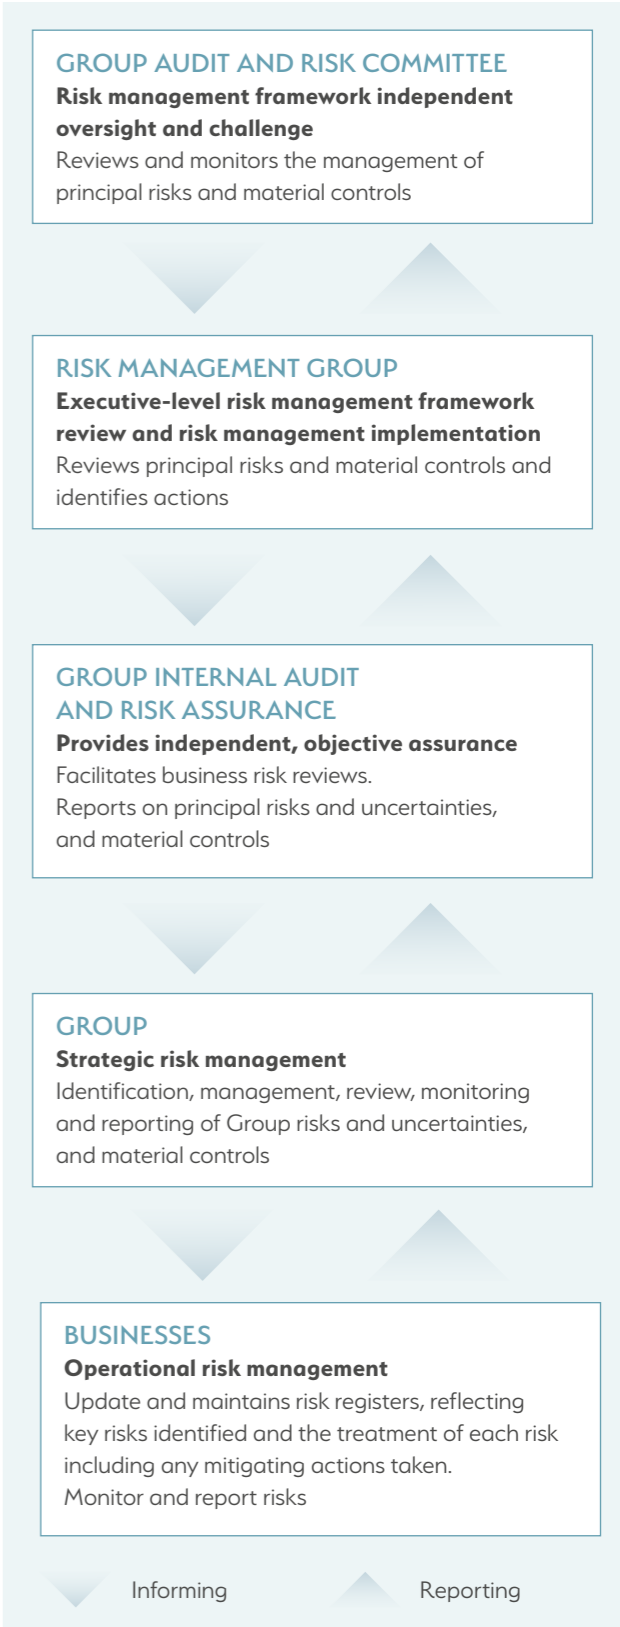 GROUP AUDIT AND RISK COMMITTEE
Risk management framework independent
oversight and challenge
Reviews and monitors the management of
principal risks and material controls
RISK MANAGEMENT GROUP
Executive-level risk management framework
review and risk management implementation
Reviews principal risks and material controls and
identifies actions
GROUP INTERNAL AUDIT
AND RISK ASSURANCE
Provides independent, objective assurance
Facilitates business risk reviews.
Reports on principal risks and uncertainties,
and material controls
GROUP
Strategic risk management
Identification, management, review, monitoring
and reporting of Group risks and uncertainties,
and material controls
BUSINESSES
Operational risk management
Update and maintains risk registers, reflecting
key risks identified and the treatment of each risk
including any mitigating actions taken.
Monitor and report risks
Informing
Reporting